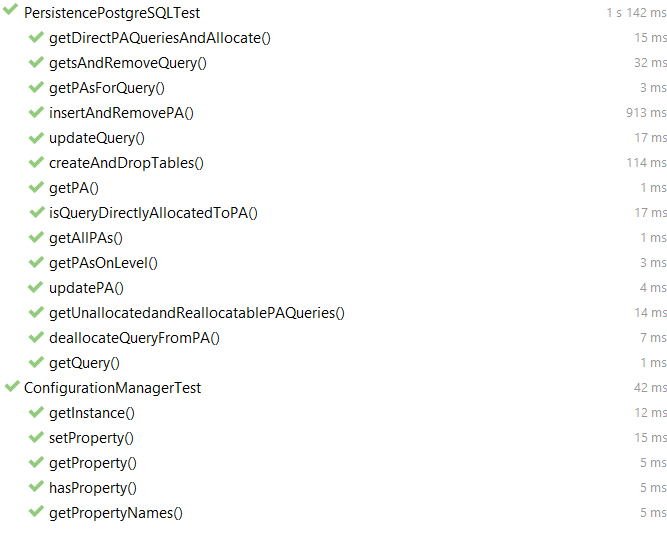 PersistencePostgreSQLTest 1 s 142 ms
getDirectPAQueriesAndAllocate() 15 ms
getsAndRemoveQuery() 32 ms
getPAsForQuery() 3 ms
insertAndRemovePA() 913 ms
updateQuery() 17 ms
createAndDropTables() 114 ms
getPA() 1 ms
isQueryDirectlyAllocatedToPA() 17 ms
getAllPAs() 1 ms
getPAsOnLevel() 3 ms
updatePA() 4 ms
getUnallocatedandReallocatablePAQueries() 14 ms
deallocateQueryFromPA() 7 ms
getQuery() 1 ms
ConfigurationManagerTest 42 ms
getInstance() 12 ms
setProperty() 15 ms
getProperty() 5 ms
hasProperty() 5 ms
getPropertyNames() 5 ms